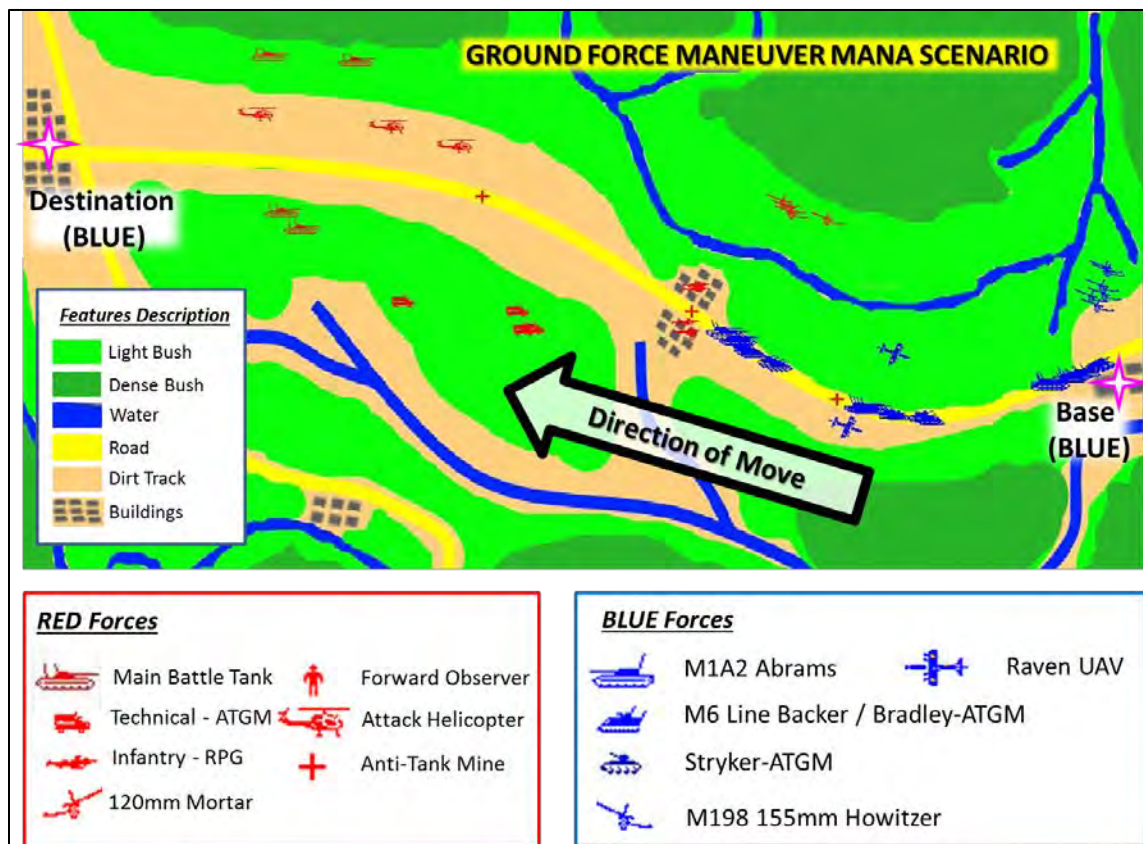 GROUND FORCE MANEUVER MANA SCENARIO
Destination
(BLUE)
Features Description
Light Bush
Dense Bush
Water
Road
Dirt Track
Buildings
Direction of Move
Base
(BLUE)
RED Forces
Main Battle Tank
Forward Observer
Technical - ATGM
Attack Helicopter
Infantry - RPG
Anti-Tank Mine
120mm Mortar
BLUE Forces
M1A2 Abrams
Raven UAV
M6 Line Backer / Bradley-ATGM
Stryker-ATGM
M198 155mm Howitzer